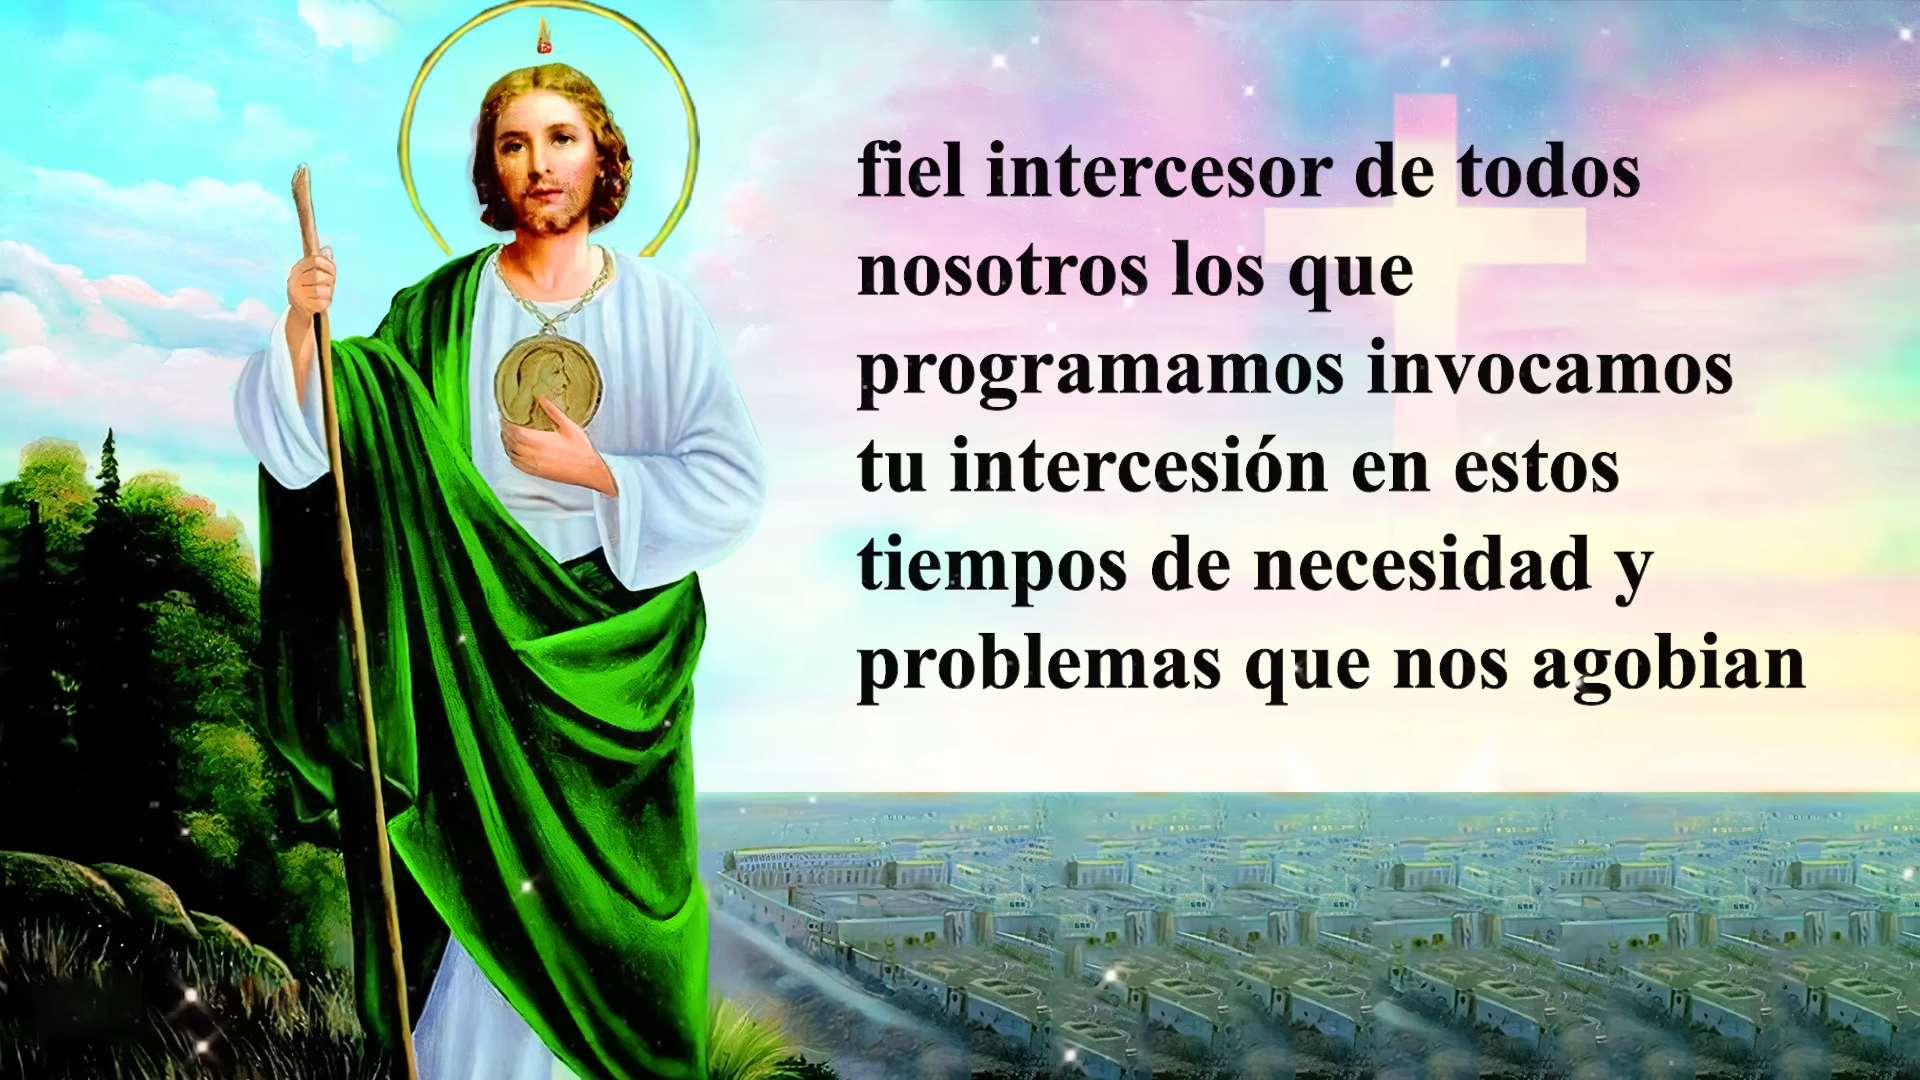 fiel intercesor de todos
nosotros los que
programamos invocamos
tu intercesión en estos
tiempos de necesidad y
problemas que nos agobian